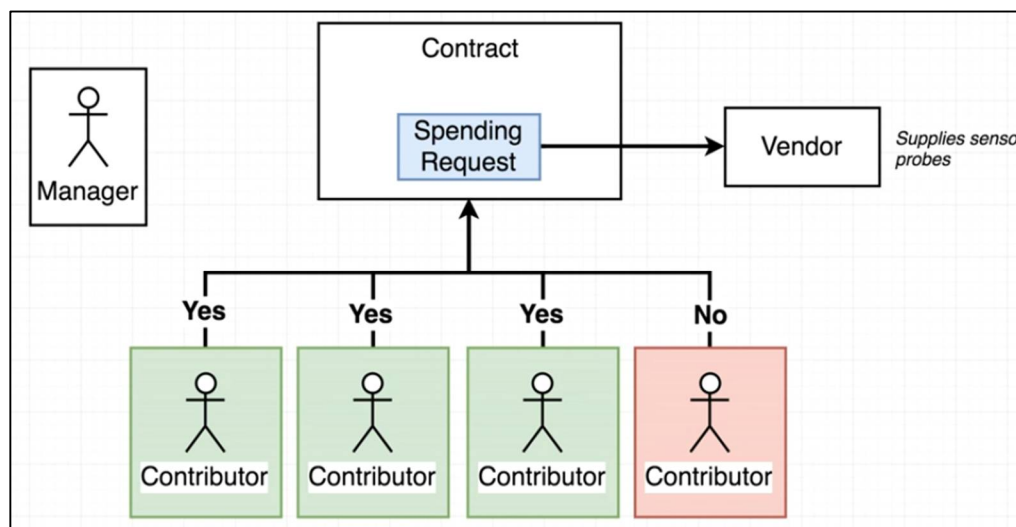 Contract
Spending
Request
Vendor
Supplies senso
probes
Manager
Yes
Yes
Yes
No
Contributor
Contributor
Contributor
Contributor